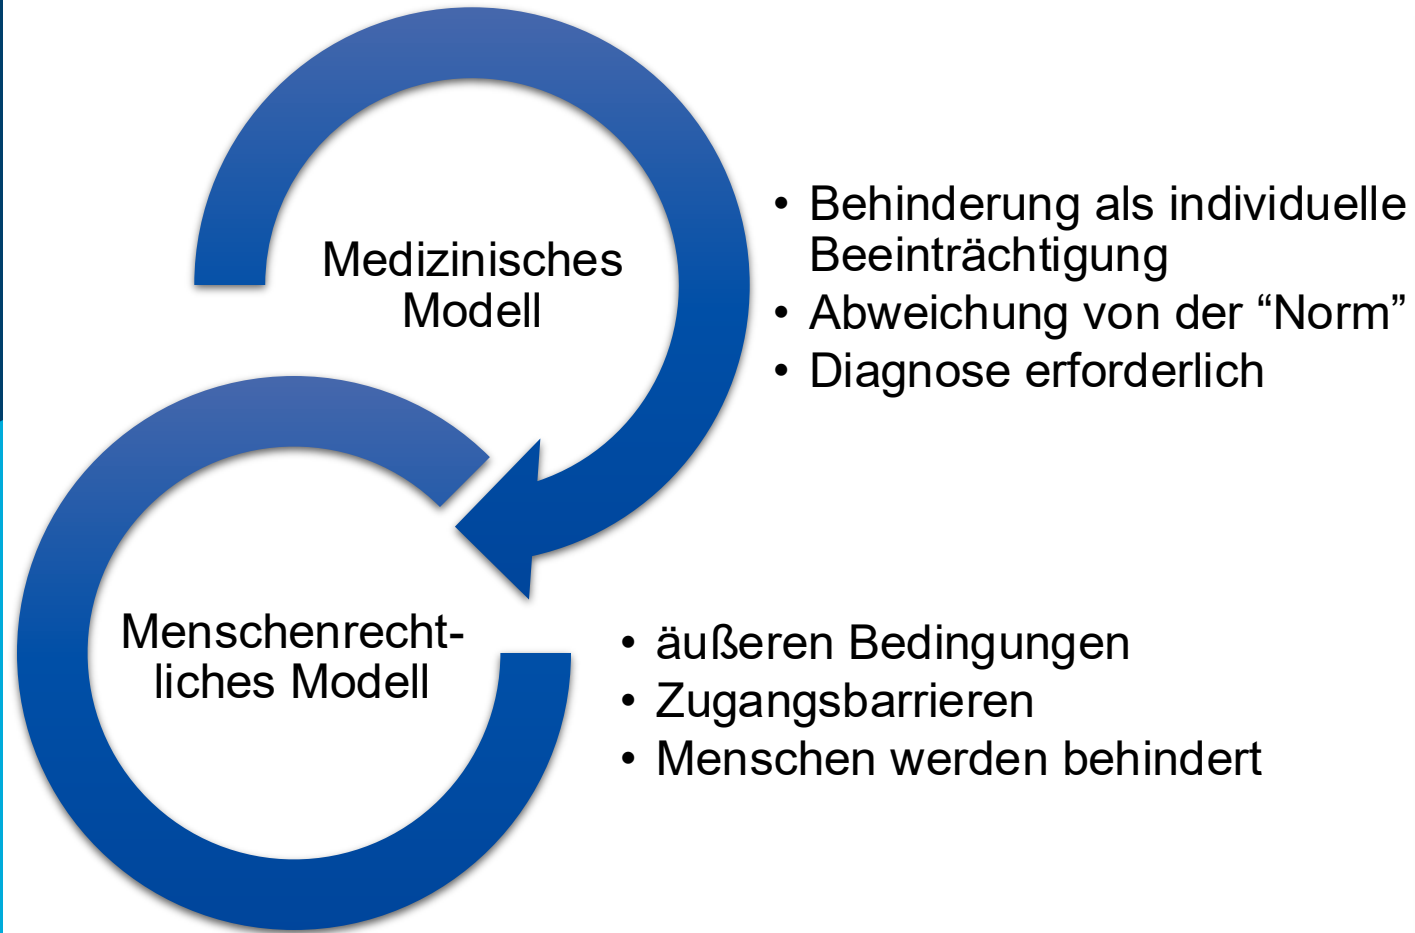 Medizinisches
Modell
• Behinderung als individuelle
Beeinträchtigung
• Abweichung von der “Norm”
• Diagnose erforderlich
Menschenrecht-
liches Modell
• äußeren Bedingungen
• Zugangsbarrieren
• Menschen werden behindert